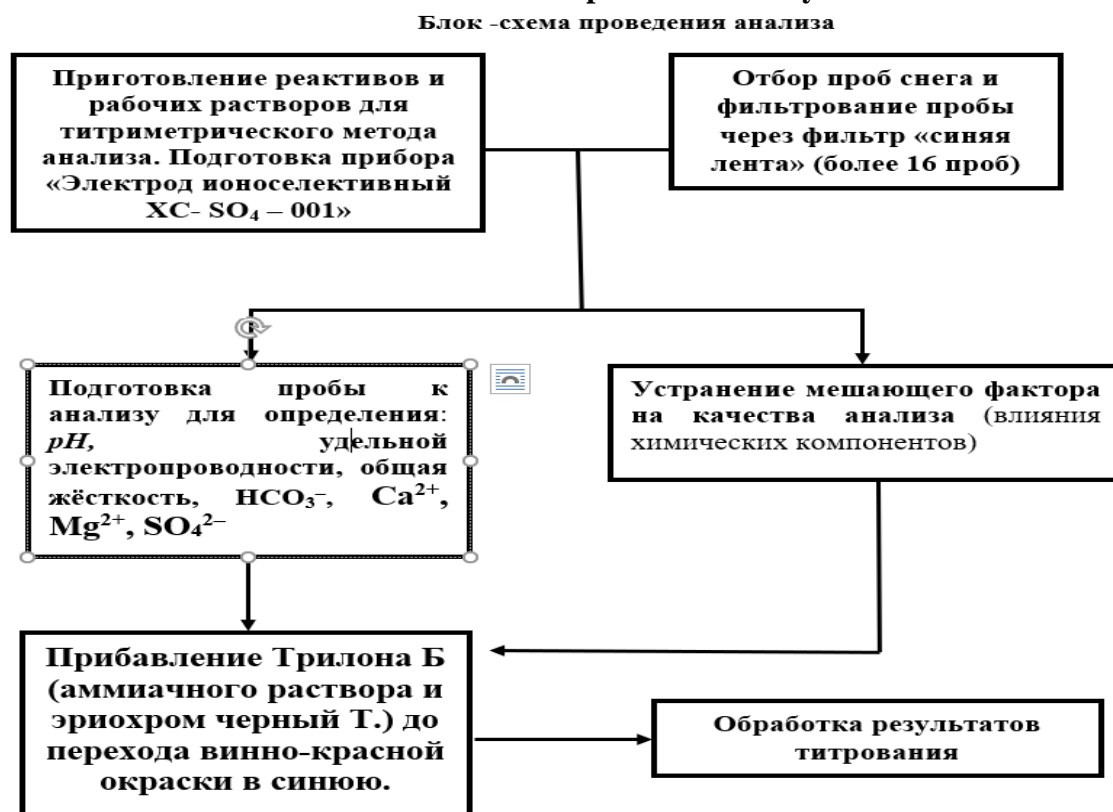 Блок -схема проведения анализа
Приготовление реактивов и
рабочих растворов для
титриметрического метода
анализа. Подготовка прибора
«Электрод ионоселективный
ХС- SO₄ – 001»
Отбор проб снега и
фильтрование пробы
через фильтр «синяя
лента» (более 16 проб)
Подготовка пробы к
анализу для определения:
pH, удельной
электропроводности, общая
жёсткость, HCO₃⁻, Ca²⁺,
Mg²⁺, SO₄²⁻
Устранение мешающего фактора
на качества анализа (влияния
химических компонентов)
Прибавление Трилона Б
(аммиачного раствора и
эриохром черный Т.) до
перехода винно-красной
окраски в синюю.
Обработка результатов
титрования